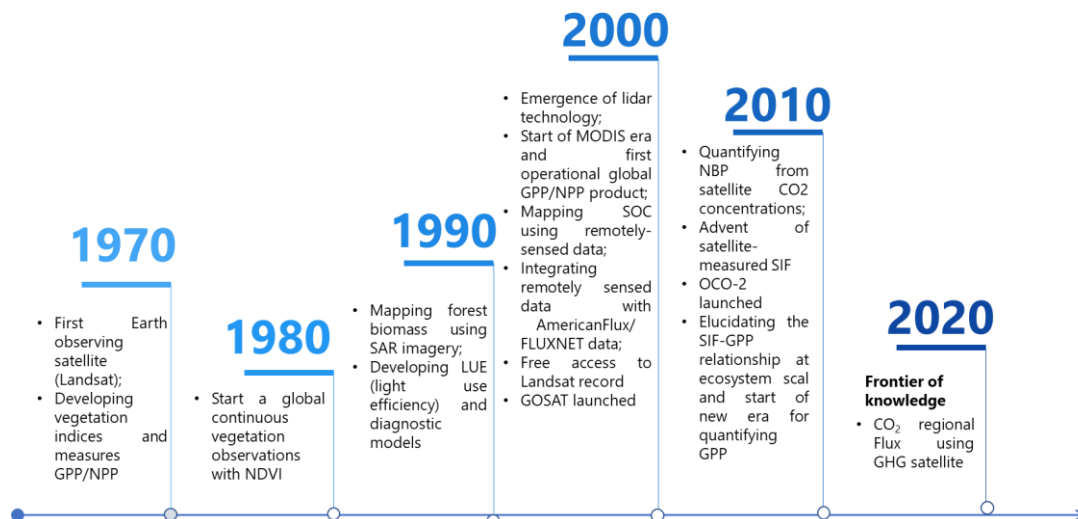 1970
• First Earth
observing
satellite
(Landsat);
• Developing
vegetation
indices and
measures
GPP/NPP
1980
• Start a global
continuous
vegetation
observations
with NDVI
1990
• Mapping forest
biomass using
SAR imagery;
• Developing LUE
(light use
efficiency) and
diagnostic
models
2000
• Emergence of lidar
technology;
• Start of MODIS era
and first
operational global
GPP/NPP product;
• Mapping SOC
using remotely-
sensed data;
• Integrating
remotely sensed
data with
AmericanFlux/
FLUXNET data;
• Free access to
Landsat record
• GOSAT launched
2010
• Quantifying
NBP from
satellite CO2
concentrations;
• Advent of
satellite-
measured SIF
• OCO-2
launched
• Elucidating the
SIF-GPP
relationship at
ecosystem scal
and start of
new era for
quantifying
GPP
2020
Frontier of
knowledge
• CO₂ regional
Flux using
GHG satellite